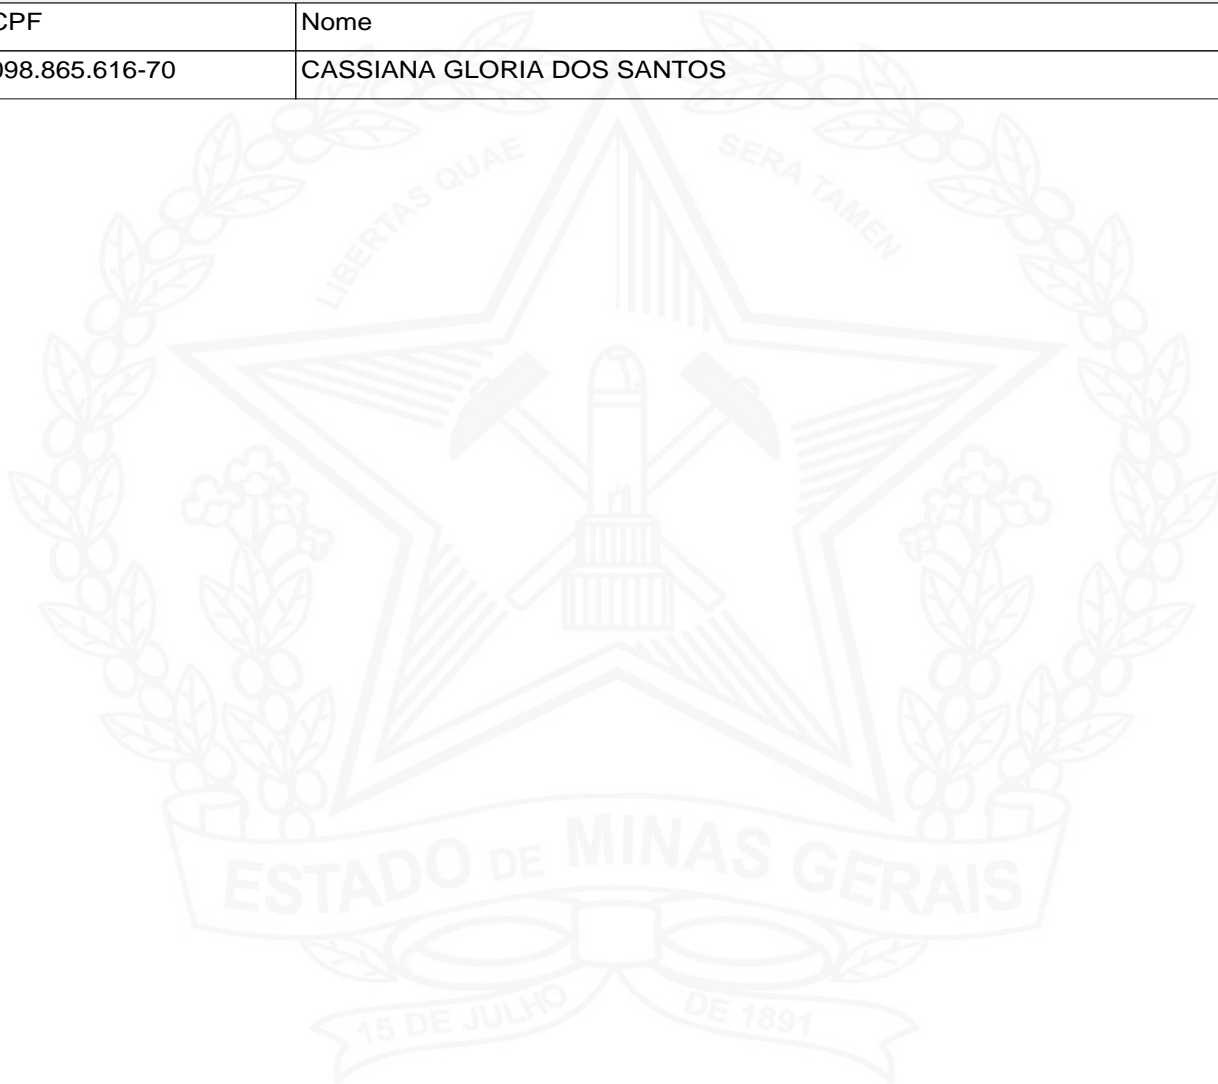 CPF Nome
098.865.616-70 CASSIANA GLORIA DOS SANTOS
LIBERTAS QUAE SERA TAMEN
ESTADO DE MINAS GERAIS
15 DE JULHO DE 1891